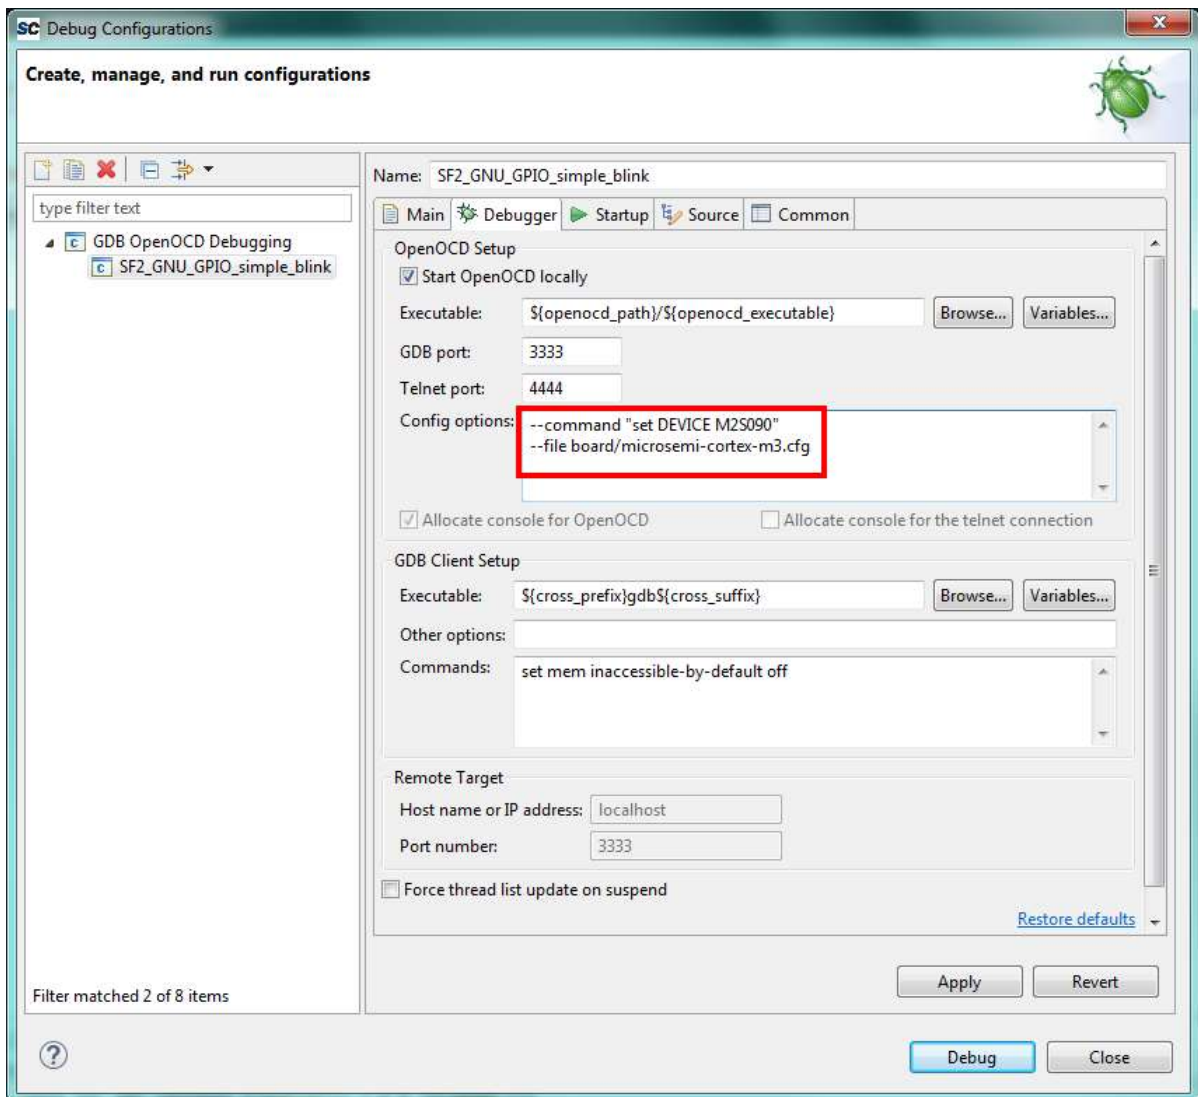 SC Debug Configurations
Create, manage, and run configurations
type filter text
GDB OpenOCD Debugging
SF2_GNU_GPIO_simple_blink
Filter matched 2 of 8 items
Name: SF2_GNU_GPIO_simple_blink
Main Debugger Startup Source Common
OpenOCD Setup
Start OpenOCD locally
Executable: ${openocd_path}/${openocd_executable} Browse... Variables...
GDB port: 3333
Telnet port: 4444
Config options: --command "set DEVICE M2S090"
--file board/microsemi-cortex-m3.cfg
Allocate console for OpenOCD Allocate console for the telnet connection
GDB Client Setup
Executable: ${cross_prefix}gdb${cross_suffix} Browse... Variables...
Other options:
Commands: set mem inaccessible-by-default off
Remote Target
Host name or IP address: localhost
Port number: 3333
Force thread list update on suspend
Restore defaults
Apply Revert
Debug Close